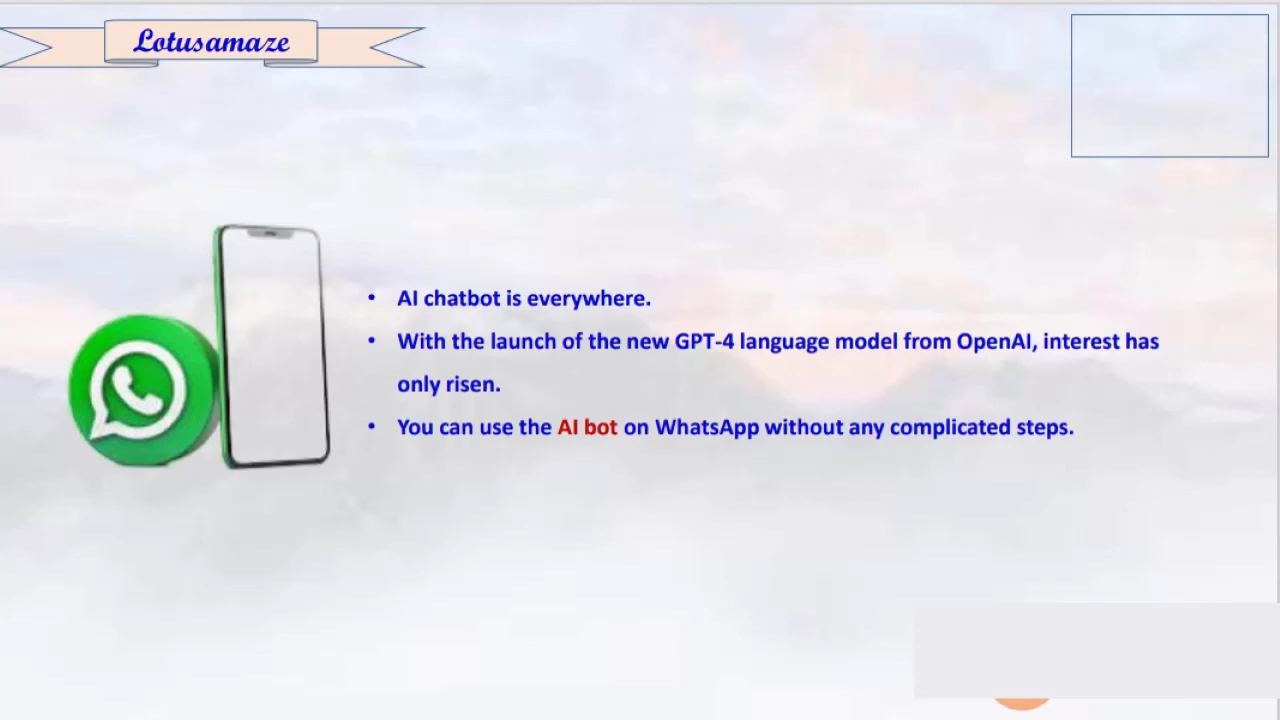 Lotusamaze
• AI chatbot is everywhere.
• With the launch of the new GPT-4 language model from OpenAI, interest has
only risen.
• You can use the AI bot on WhatsApp without any complicated steps.